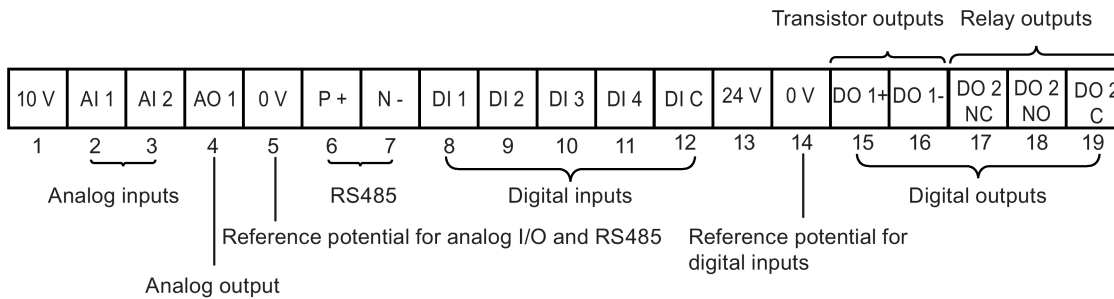 Transistor outputs Relay outputs
10 V AI 1 AI 2 AO 1 0 V P + N - DI 1 DI 2 DI 3 DI 4 DI C 24 V 0 V DO 1+ DO 1- DO 2 NC DO 2 NO DO 2 C
1 2 3 4 5 6 7 8 9 10 11 12 13 14 15 16 17 18 19
Analog inputs RS485 Digital inputs Digital outputs
Reference potential for analog I/O and RS485 Reference potential for
digital inputs
Analog output